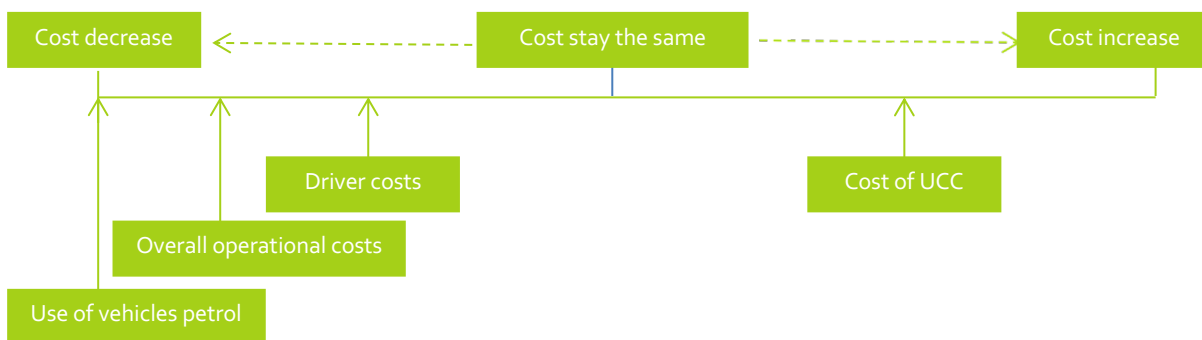 Cost decrease
Cost stay the same
Cost increase
Driver costs
Cost of UCC
Overall operational costs
Use of vehicles petrol